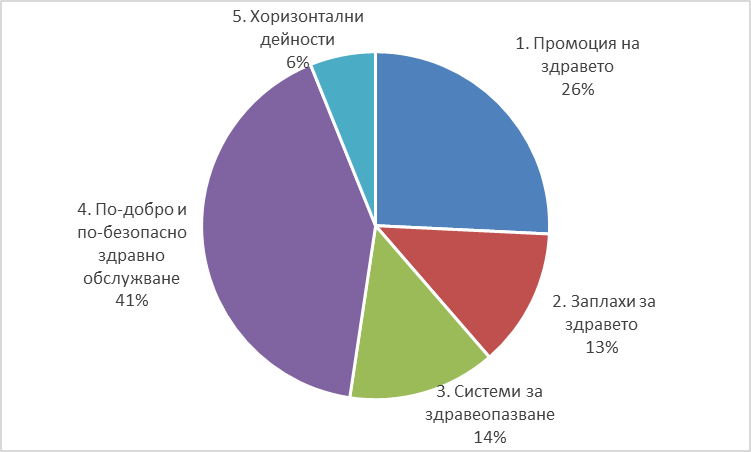 5. Хоризонтални
дейности
6%
1. Промоция на
здравето
26%
4. По-добро и
по-безопасно
здравно
обслужване
41%
2. Заплахи за
здравето
13%
3. Системи за
здравеопазване
14%